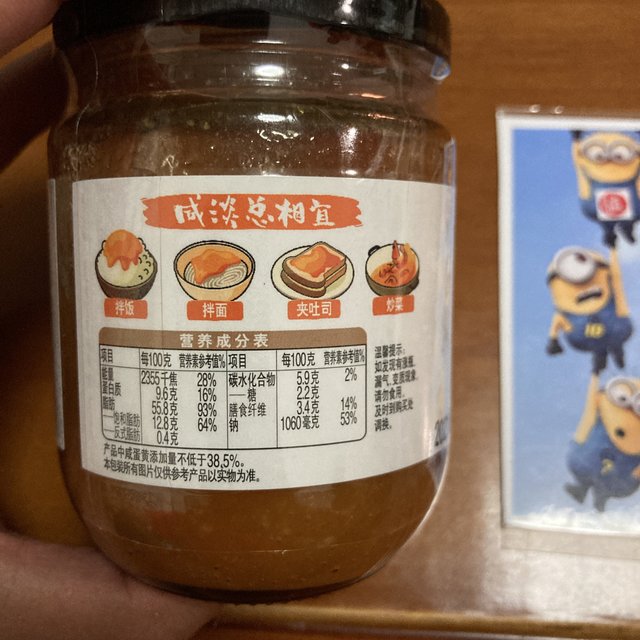 咸淡总相宜
拌饭 拌面 夹吐司 炒菜
营养成分表
项目 每100克 营养素参考值% 项目 每100克 营养素参考值%
能量 2355千焦 28% 碳水化合物 5.9克 2%
蛋白质 9.6克 16% —糖 2.2克
脂肪 55.8克 93% 膳食纤维 3.4克 14%
—饱和脂肪 12.8克 64% 钠 1060毫克 53%
—反式脂肪 0.4克
产品中咸蛋黄添加量不低于38.5%。
本包装所有图片仅供参考产品以实物为准。
温馨提示:
如发现有涨瓶、
漏气、变质现象,
请勿食用,
及时到购买处
调换。
10